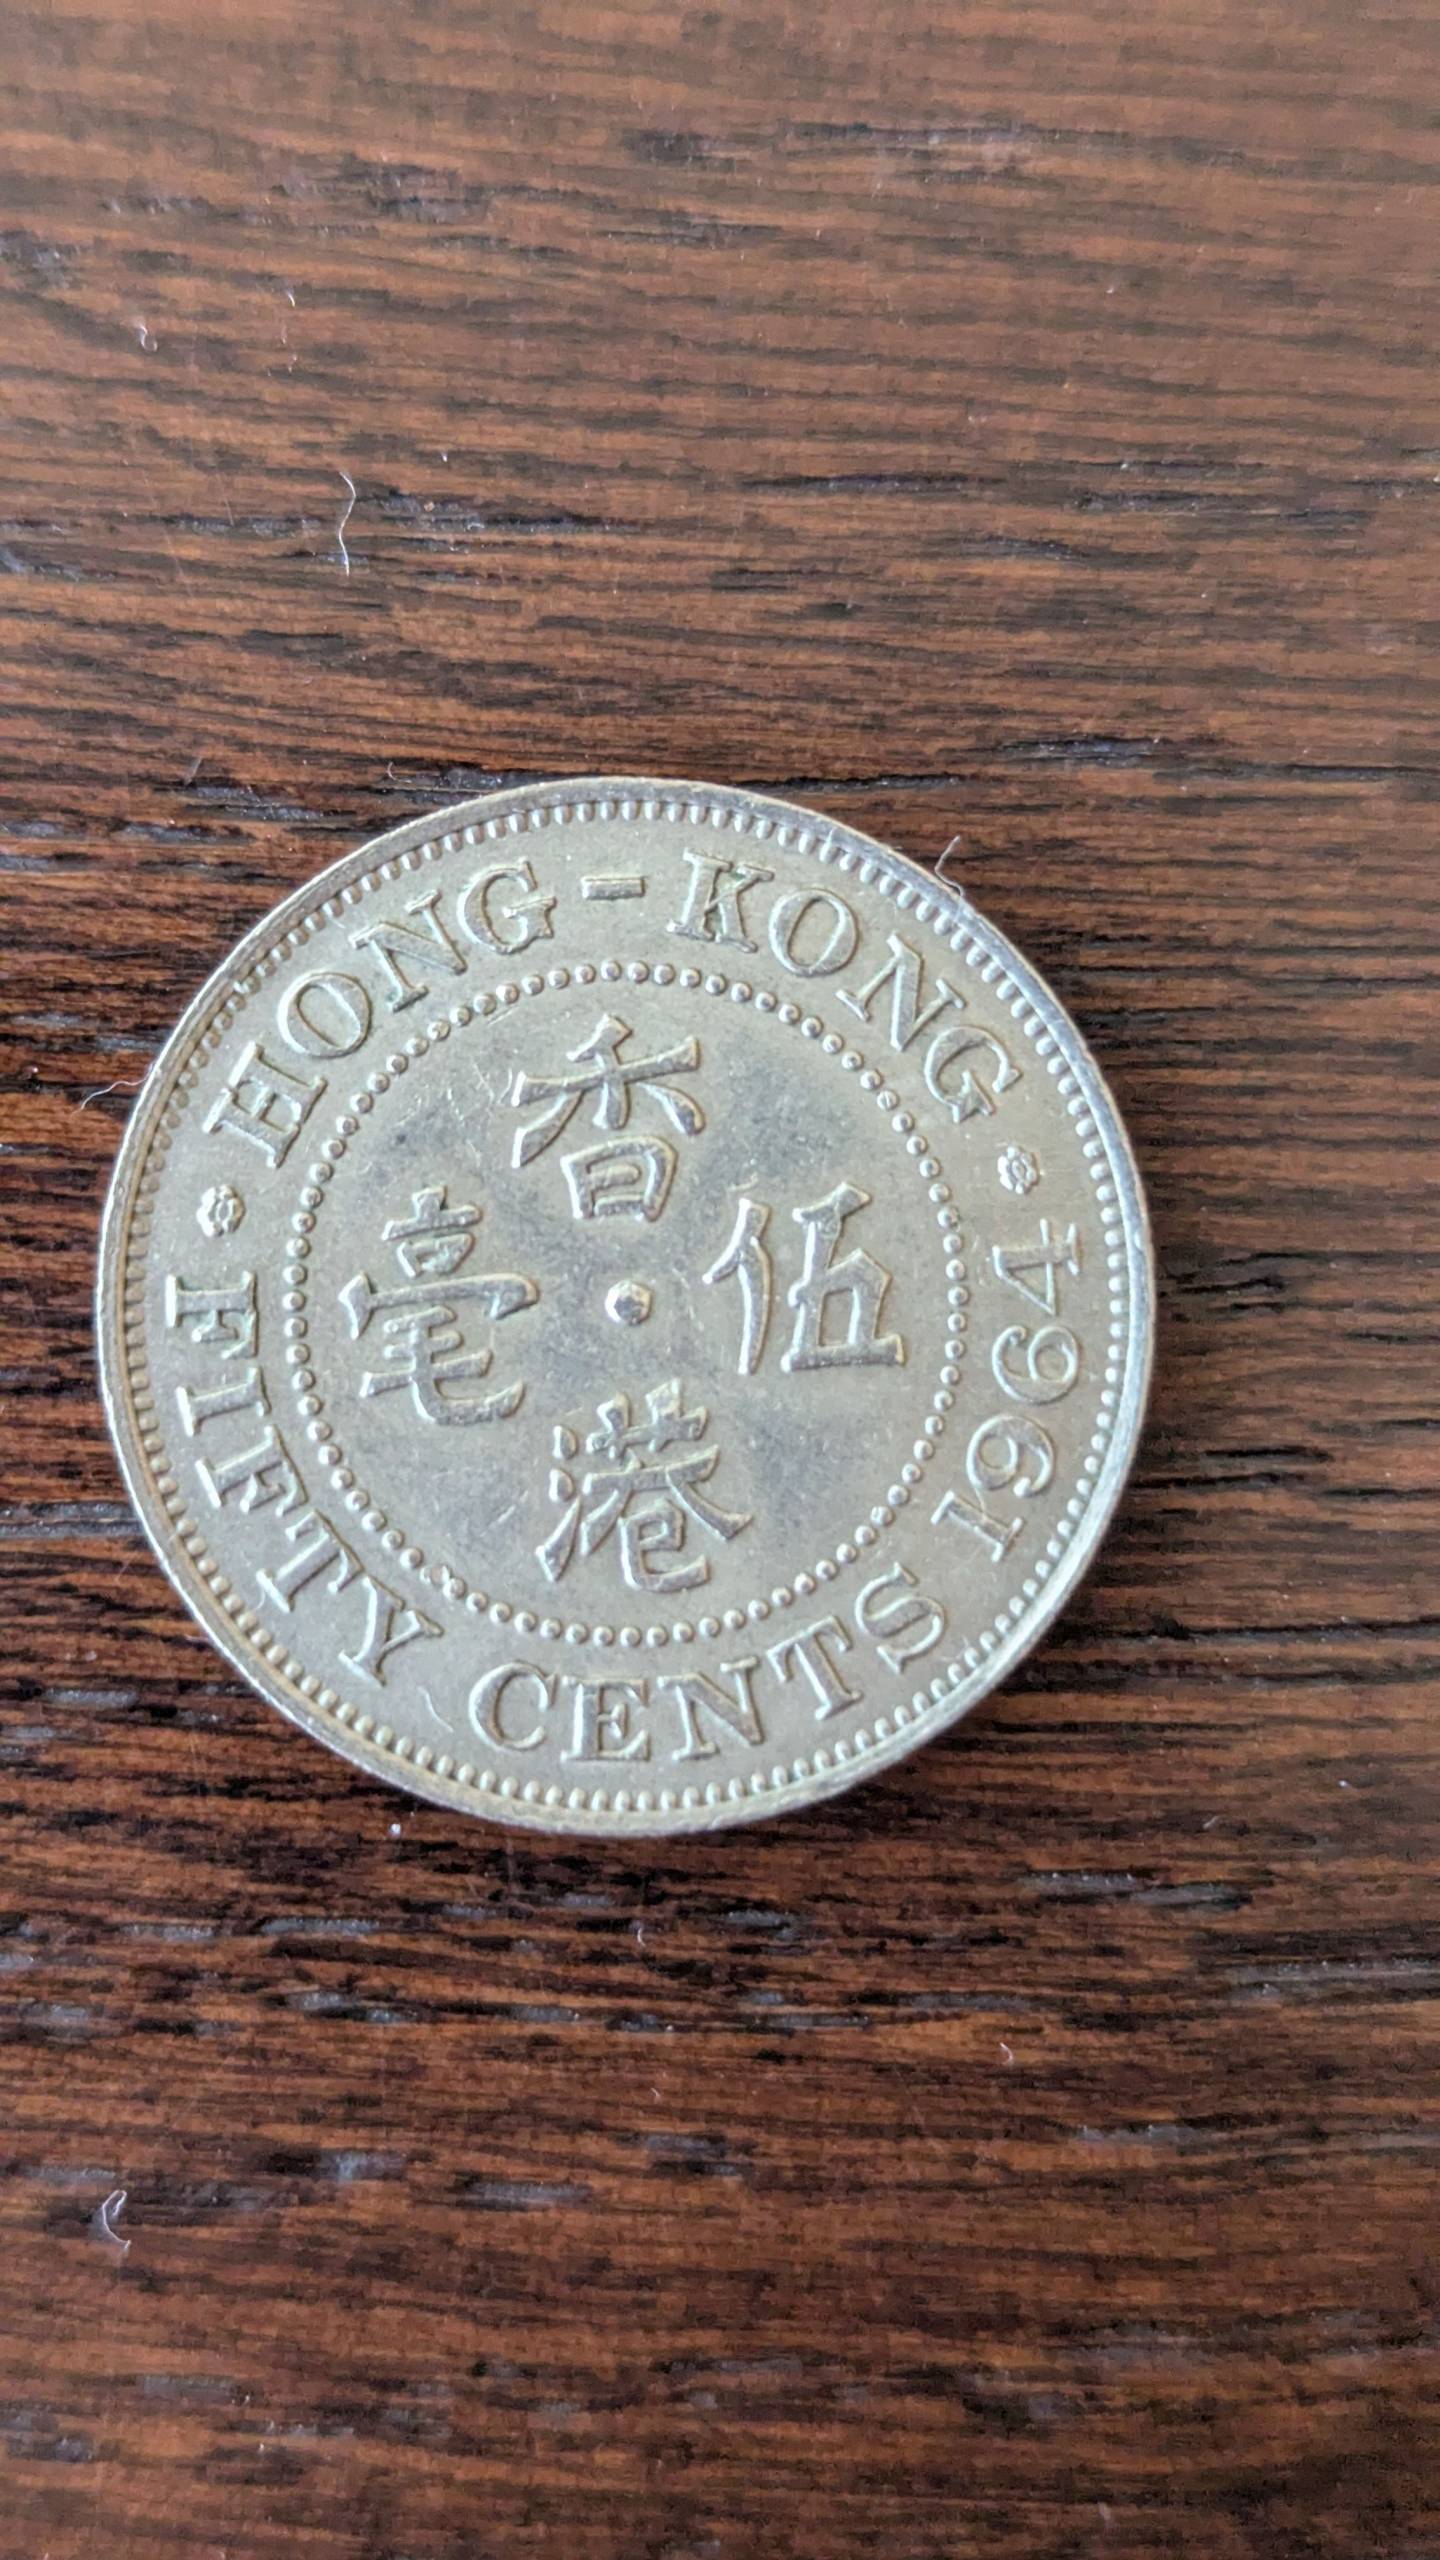 HONG-KONG
香港
伍毫
FIFTY CENTS 1964